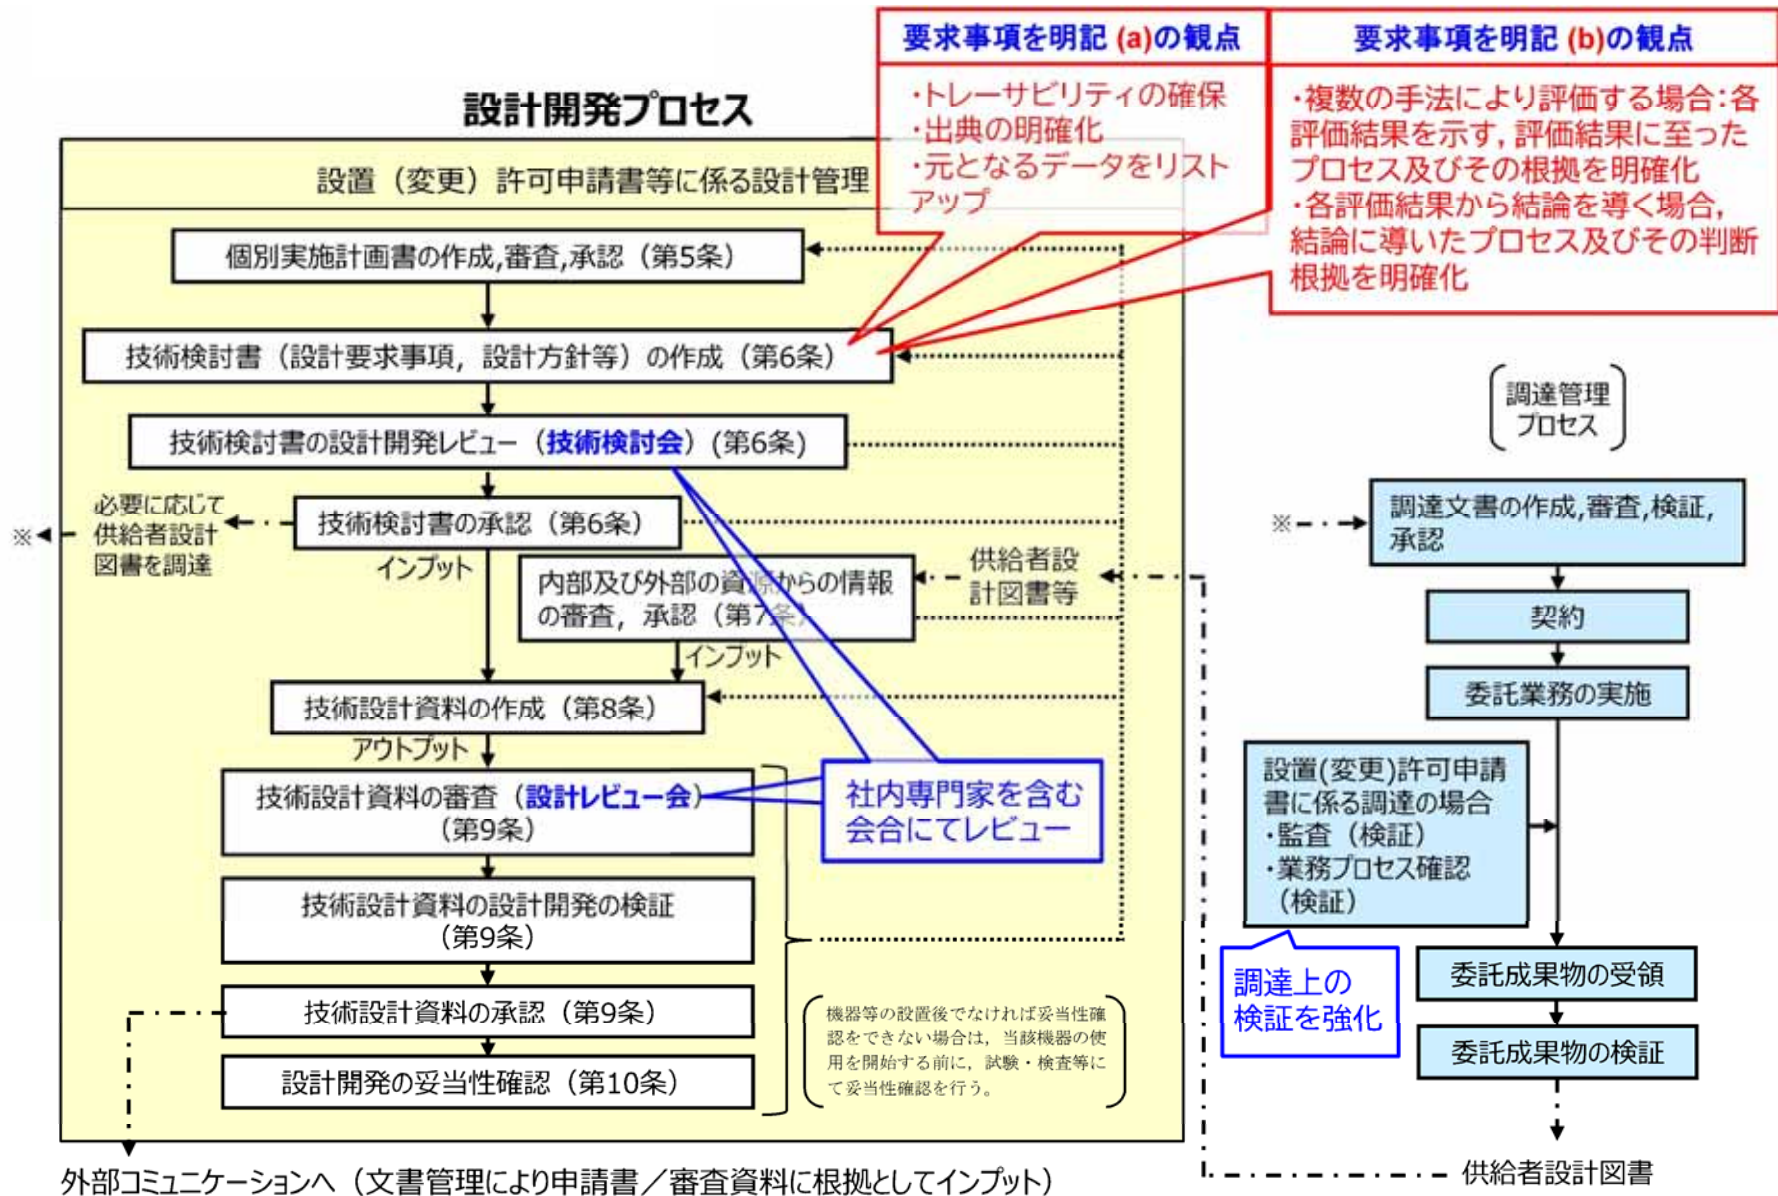 要求事項を明記 (a)の観点
・トレーサビリティの確保
・出典の明確化
・元となるデータをリスト
アップ
要求事項を明記 (b)の観点
・複数の手法により評価する場合：各
評価結果を示す，評価結果に至った
プロセス及びその根拠を明確化
・各評価結果から結論を導く場合，
結論に導いたプロセス及びその判断
根拠を明確化
設計開発プロセス
設置（変更）許可申請書等に係る設計管理
個別実施計画書の作成,審査,承認（第5条）
技術検討書（設計要求事項，設計方針等）の作成（第6条）
技術検討書の設計開発レビュー（技術検討会）(第6条)
技術検討書の承認（第6条）
必要に応じて
供給者設計
図書を調達
※
インプット
内部及び外部の資源からの情報
の審査，承認（第7条）
供給者設
計図書等
インプット
技術設計資料の作成（第8条）
アウトプット
技術設計資料の審査（設計レビュー会）
（第9条）
社内専門家を含む
会合にてレビュー
技術設計資料の設計開発の検証
（第9条）
技術設計資料の承認（第9条）
設計開発の妥当性確認（第10条）
機器等の設置後でなければ妥当性確
認をできない場合は，当該機器の使
用を開始する前に，試験・検査等に
て妥当性確認を行う。
外部コミュニケーションへ（文書管理により申請書／審査資料に根拠としてインプット）
調達管理
プロセス
※
調達文書の作成,審査,検証,
承認
契約
委託業務の実施
設置(変更)許可申請
書に係る調達の場合
・監査（検証）
・業務プロセス確認
（検証）
調達上の
検証を強化
委託成果物の受領
委託成果物の検証
供給者設計図書